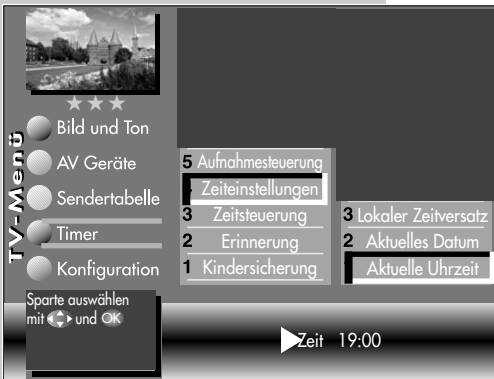 TV-Menü
Bild und Ton
AV Geräte
Sendertabelle
Timer
Konfiguration
5 Aufnahmesteuerung
Zeiteinstellungen
3 Zeitsteuerung
2 Erinnerung
1 Kindersicherung
3 Lokaler Zeitversatz
2 Aktuelles Datum
Aktuelle Uhrzeit
Sparte auswählen
mit und OK
Zeit 19:00